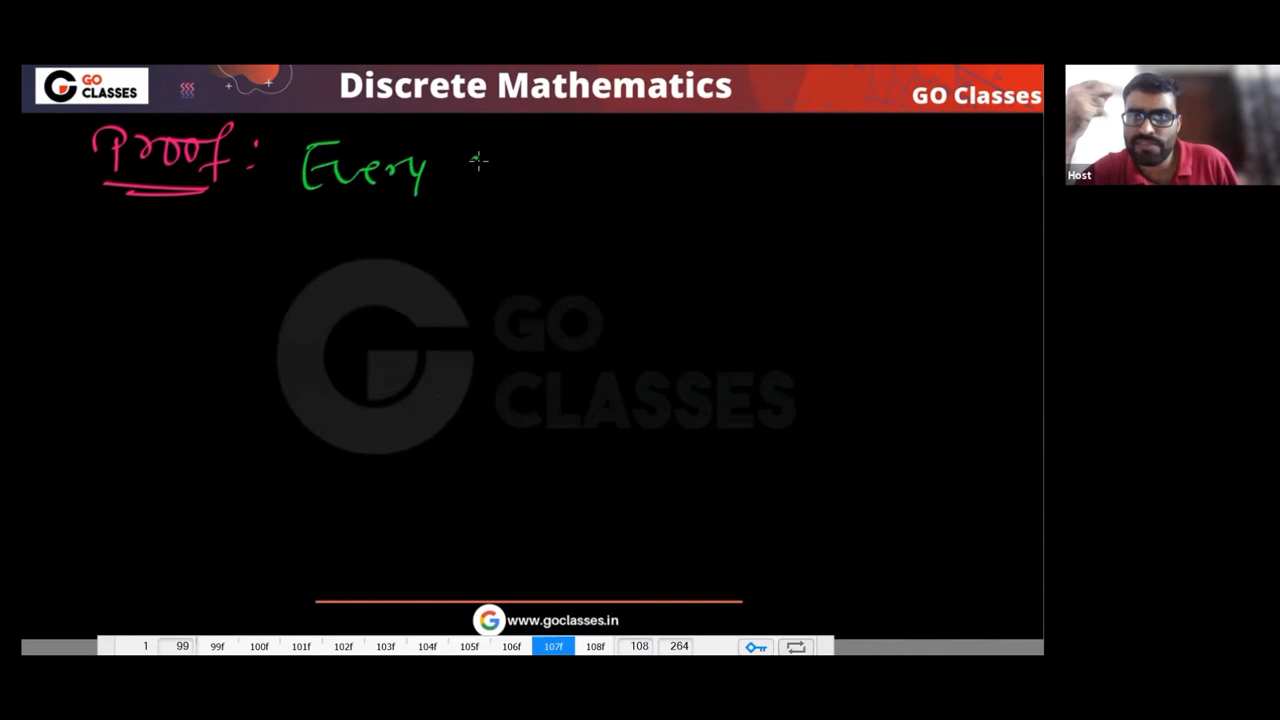 GO
CLASSES
Discrete Mathematics
GO Classes
Proof : Every
Host
GO
CLASSES
www.goclasses.in
1 99 99f 100f 101f 102f 103f 104f 105f 106f 107f 108f 108 264